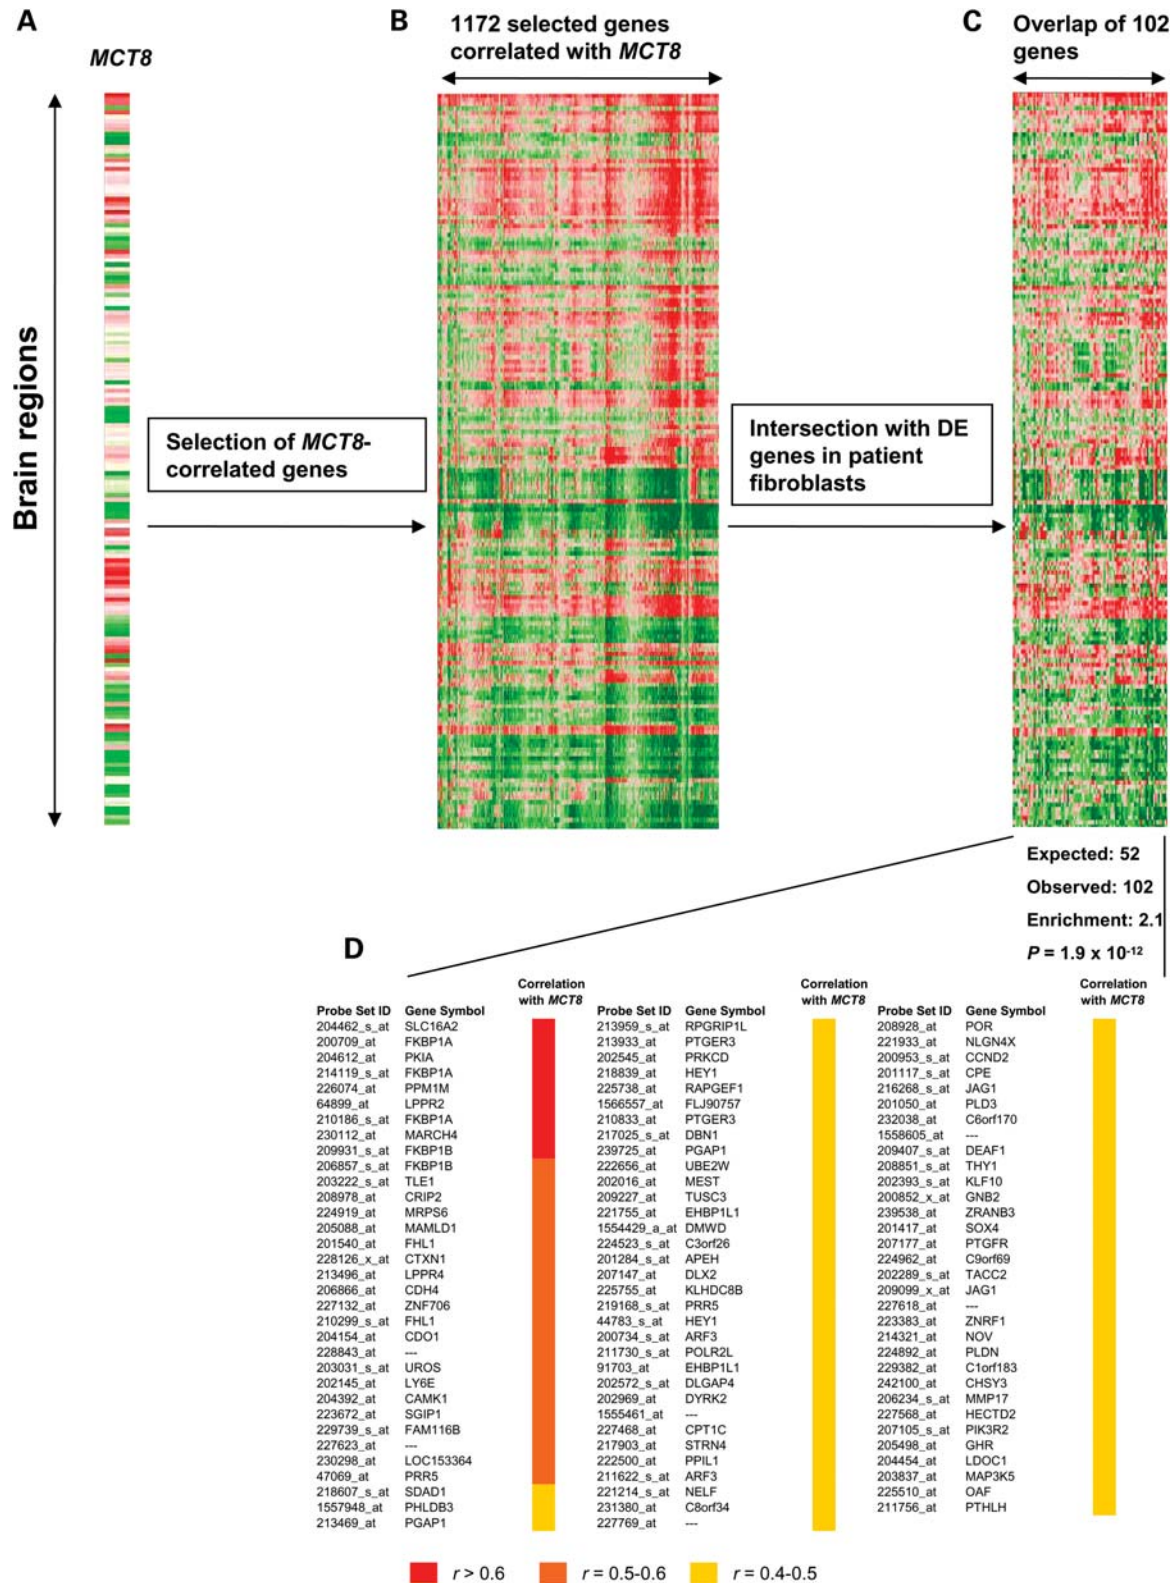 A
MCT8
B
1172 selected genes
correlated with MCT8
C
Overlap of 102
genes
Brain regions
Selection of MCT8-
correlated genes
Intersection with DE
genes in patient
fibroblasts
Expected: 52
Observed: 102
Enrichment: 2.1
P = 1.9 x 10-12
D
Probe Set ID Gene Symbol Correlation with MCT8
204462_s_at SLC16A2
200709_at FKBP1A
204612_at PKIA
214119_s_at FKBP1A
226074_at PPM1M
64899_at LPPR2
210186_s_at FKBP1A
230112_at MARCH4
209931_s_at FKBP1B
206857_s_at FKBP1B
203222_s_at TLE1
208978_at CRIP2
224919_at MRPS6
205088_at MAMLD1
201540_at FHL1
228126_x_at CTXN1
213496_at LPPR4
206866_at CDH4
227132_at ZNF706
210299_s_at FHL1
204154_at CDO1
228843_at ---
203031_s_at UROS
202145_at LY6E
204392_at CAMK1
223672_at SGIP1
229739_s_at FAM116B
227623_at ---
230298_at LOC153364
47069_at PRR5
218607_s_at SDAD1
1557948_at PHLDB3
213469_at PGAP1
Probe Set ID Gene Symbol Correlation with MCT8
213959_s_at RPGRIP1L
213933_at PTGER3
202545_at PRKCD
218839_at HEY1
225738_at RAPGEF1
1566557_at FLJ90757
210833_at PTGER3
217025_s_at DBN1
239725_at PGAP1
222656_at UBE2W
202016_at MEST
209227_at TUSC3
221755_at EHBP1L1
1554429_a_at DMWD
224523_s_at C3orf26
201284_s_at APEH
207147_at DLX2
225755_at KLHDC8B
219168_s_at PRR5
44783_s_at HEY1
200734_s_at ARF3
211730_s_at POLR2L
91703_at EHBP1L1
202572_s_at DLGAP4
202969_at DYRK2
1555461_at ---
227468_at CPT1C
217903_at STRN4
222500_at PPIL1
211622_s_at ARF3
221214_s_at NELF
231380_at C8orf34
227769_at ---
Probe Set ID Gene Symbol Correlation with MCT8
208928_at POR
221933_at NLGN4X
200953_s_at CCND2
201117_s_at CPE
216268_s_at JAG1
201050_at PLD3
232038_at C6orf170
1558605_at ---
209407_s_at DEAF1
208851_s_at THY1
202393_s_at KLF10
200852_x_at GNB2
239538_at ZRANB3
201417_at SOX4
207177_at PTGFR
224962_at C9orf69
202289_s_at TACC2
209099_x_at JAG1
227618_at ---
223383_at ZNRF1
214321_at NOV
224892_at PLDN
229382_at C1orf183
242100_at CHSY3
206234_s_at MMP17
227568_at HECTD2
207105_s_at PIK3R2
205498_at GHR
204454_at LDOC1
203837_at MAP3K5
225510_at OAF
211756_at PTHLH
r > 0.6
r = 0.5-0.6
r = 0.4-0.5